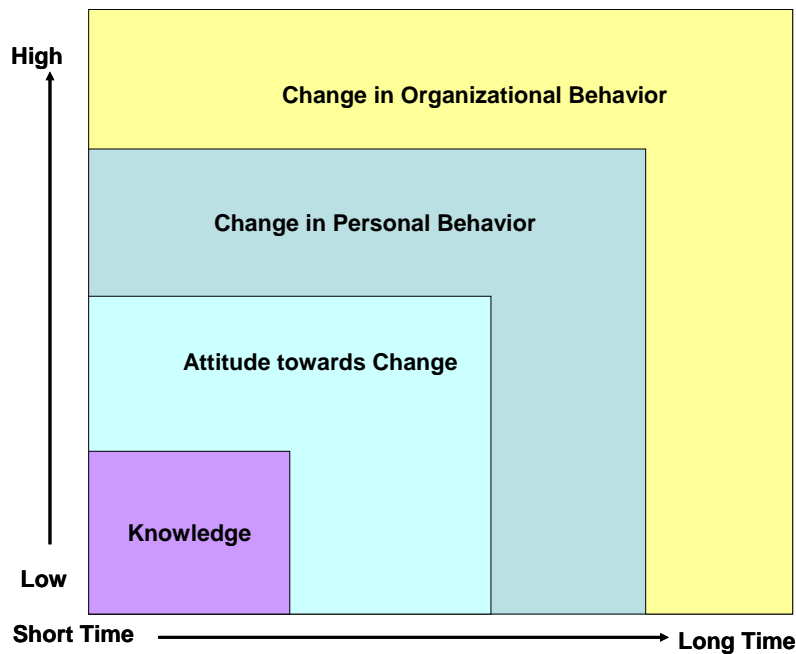 High
Change in Organizational Behavior
Change in Personal Behavior
Attitude towards Change
Knowledge
Low
Short Time
Long Time